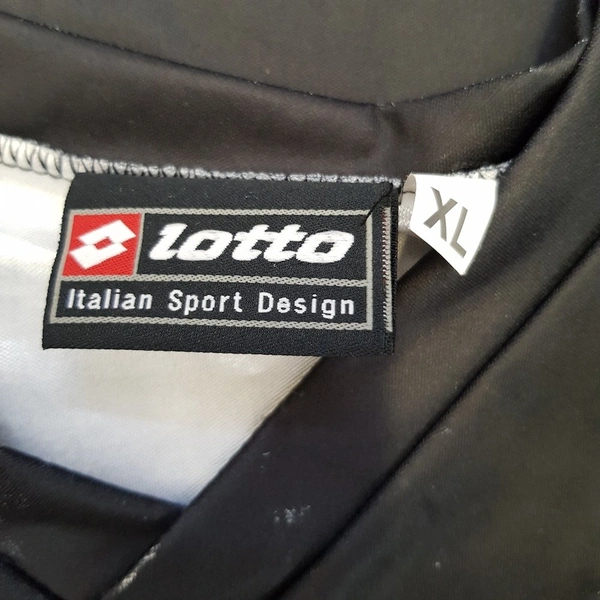 lotto
Italian Sport Design
XL